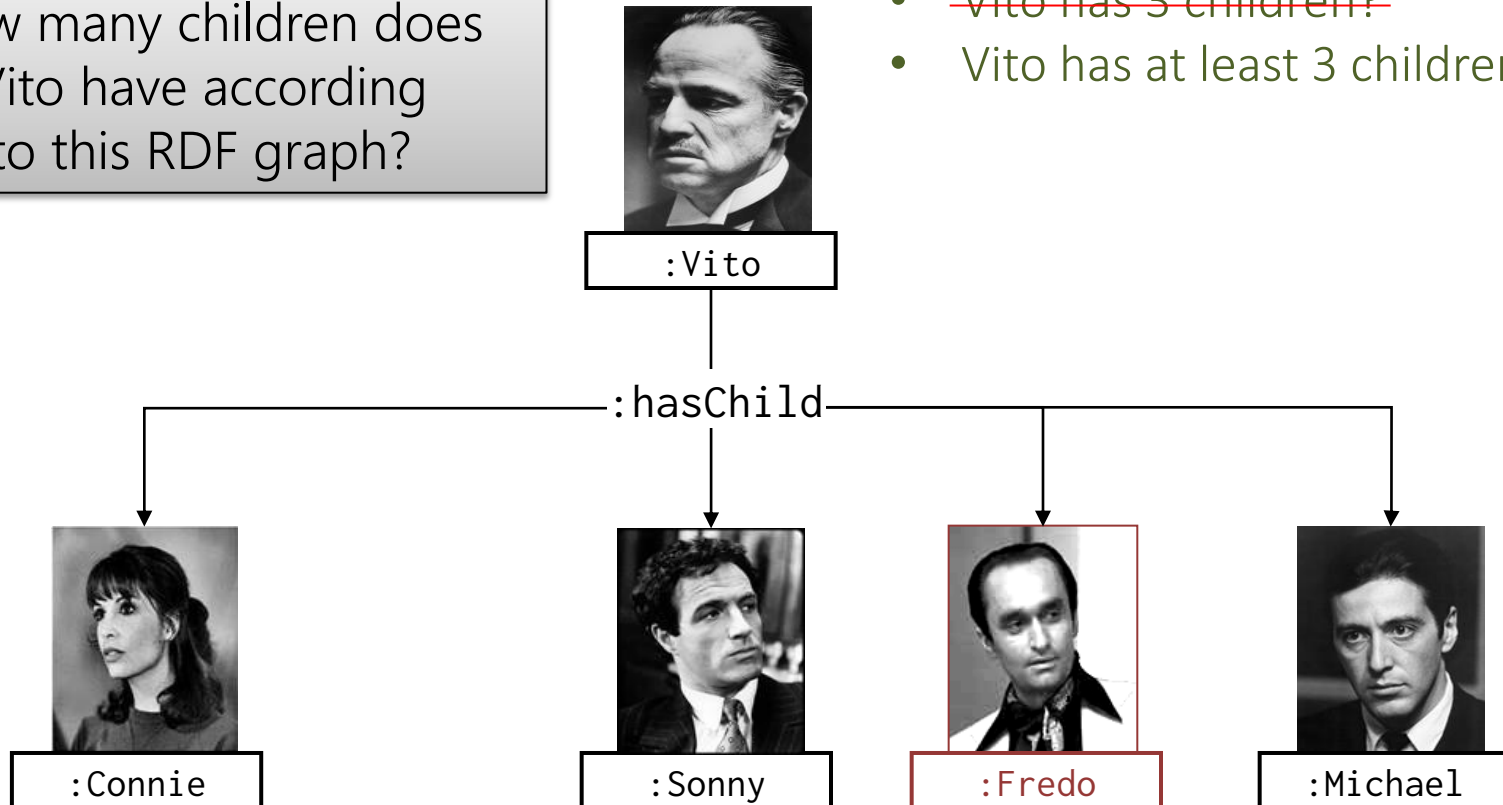 w many children does
Vito have according
to this RDF graph?
• Vito has 3 children?
• Vito has at least 3 children
:Vito
:hasChild
:Connie
:Sonny
:Fredo
:Michael